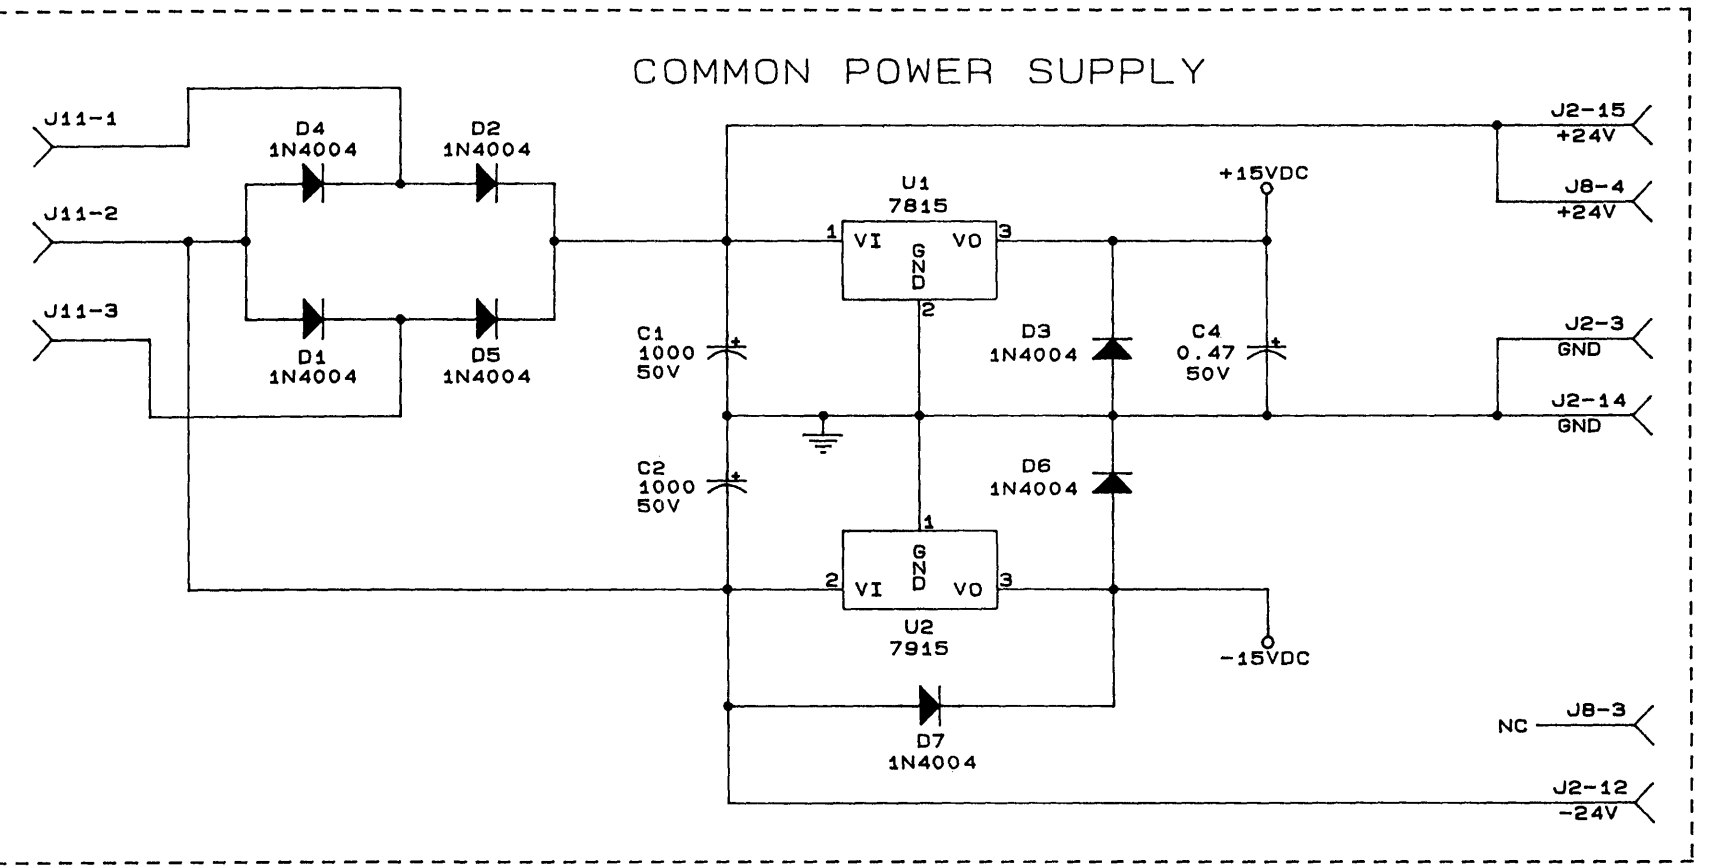 COMMON POWER SUPPLY
J11-1
J11-2
J11-3
D4
1N4004
D2
1N4004
D1
1N4004
D5
1N4004
U1
7815
1 VI GND VO 3
2
+15VDC
C1
1000
50V
+
D3
1N4004
C4
0.47
50V
+
C2
1000
50V
+
D6
1N4004
1
2 VI GND VO 3
U2
7915
-15VDC
D7
1N4004
J2-15
+24V
J8-4
+24V
J2-3
GND
J2-14
GND
NC J8-3
J2-12
-24V